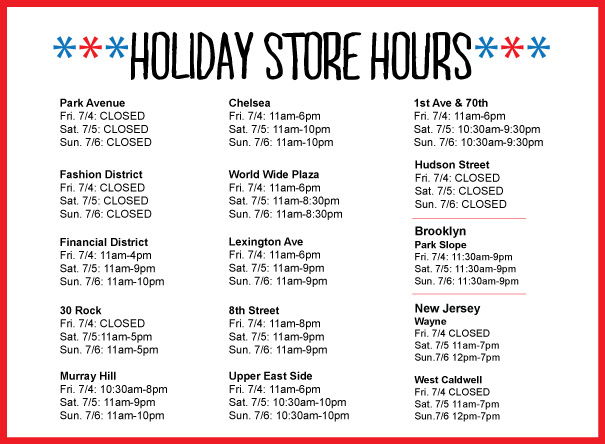 ***HOLIDAY STORE HOURS***
Park Avenue
Fri. 7/4: CLOSED
Sat. 7/5: CLOSED
Sun. 7/6: CLOSED
Fashion District
Fri. 7/4: CLOSED
Sat. 7/5: CLOSED
Sun. 7/6: CLOSED
Financial District
Fri. 7/4: 11am-4pm
Sat. 7/5: 11am-9pm
Sun. 7/6: 11am-9pm
30 Rock
Fri. 7/4: CLOSED
Sat. 7/5:11am-5pm
Sun. 7/6: 11am-5pm
Murray Hill
Fri. 7/4: 10:30am-8pm
Sat. 7/5: 11am-9pm
Sun. 7/6: 11am-10pm
Chelsea
Fri. 7/4: 11am-6pm
Sat. 7/5: 11am-10pm
Sun. 7/6: 11am-10pm
World Wide Plaza
Fri. 7/4: 11am-6pm
Sat. 7/5: 11am-8:30pm
Sun. 7/6: 11am-8:30pm
Lexington Ave
Fri. 7/4: 11am-6pm
Sat. 7/5: 11am-9pm
Sun. 7/6: 11am-9pm
8th Street
Fri. 7/4: 11am-8pm
Sat. 7/5: 11am-9pm
Sun. 7/6: 11am-9pm
Upper East Side
Fri. 7/4: 11am-6pm
Sat. 7/5: 10:30am-10pm
Sun. 7/6: 10:30am-10pm
1st Ave & 70th
Fri. 7/4: 11am-6pm
Sat. 7/5: 10:30am-9:30pm
Sun. 7/6: 10:30am-9:30pm
Hudson Street
Fri. 7/4: CLOSED
Sat. 7/5: CLOSED
Sun. 7/6: CLOSED
Brooklyn
Park Slope
Fri. 7/4: 11:30am-9pm
Sat. 7/5: 11:30am-9pm
Sun. 7/6: 11:30am-9pm
New Jersey
Wayne
Fri. 7/4 CLOSED
Sat. 7/5 11am-7pm
Sun.7/6 12pm-7pm
West Caldwell
Fri. 7/4 CLOSED
Sat. 7/5 11am-7pm
Sun.7/6 12pm-7pm